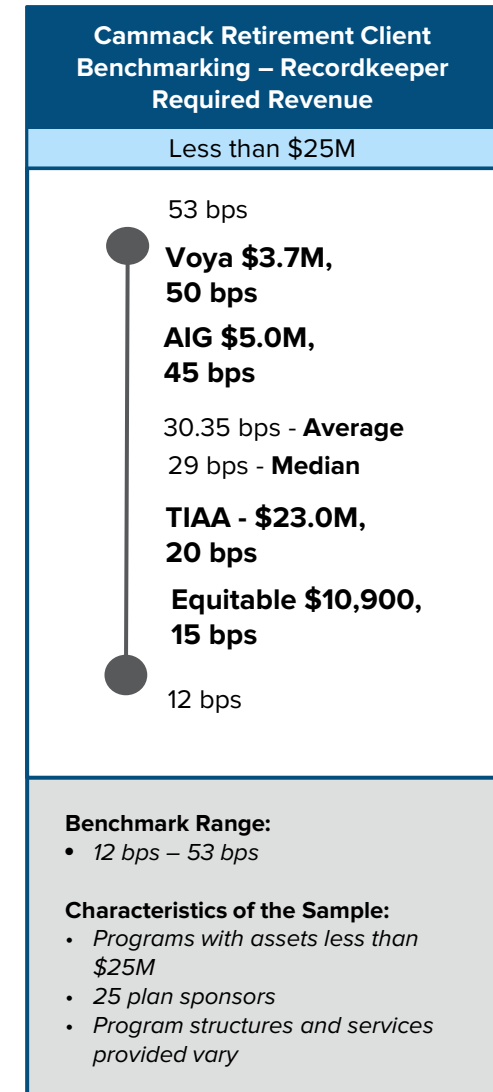 Cammack Retirement Client
Benchmarking – Recordkeeper
Required Revenue
Less than $25M
53 bps
Voya $3.7M,
50 bps
AIG $5.0M,
45 bps
30.35 bps - Average
29 bps - Median
TIAA - $23.0M,
20 bps
Equitable $10,900,
15 bps
12 bps
Benchmark Range:
• 12 bps – 53 bps
Characteristics of the Sample:
• Programs with assets less than
$25M
• 25 plan sponsors
• Program structures and services
provided vary